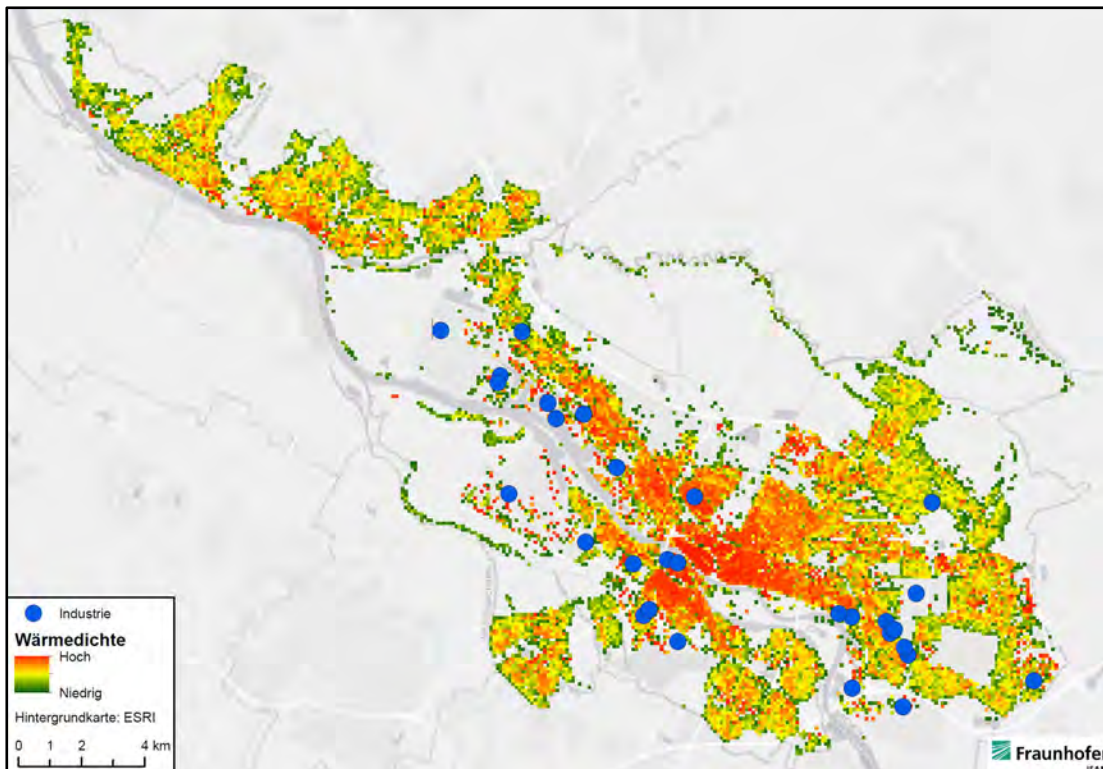 Industrie
Wärmedichte
Hoch
Niedrig
Hintergrundkarte: ESRI
0 1 2 4 km
Fraunhofer